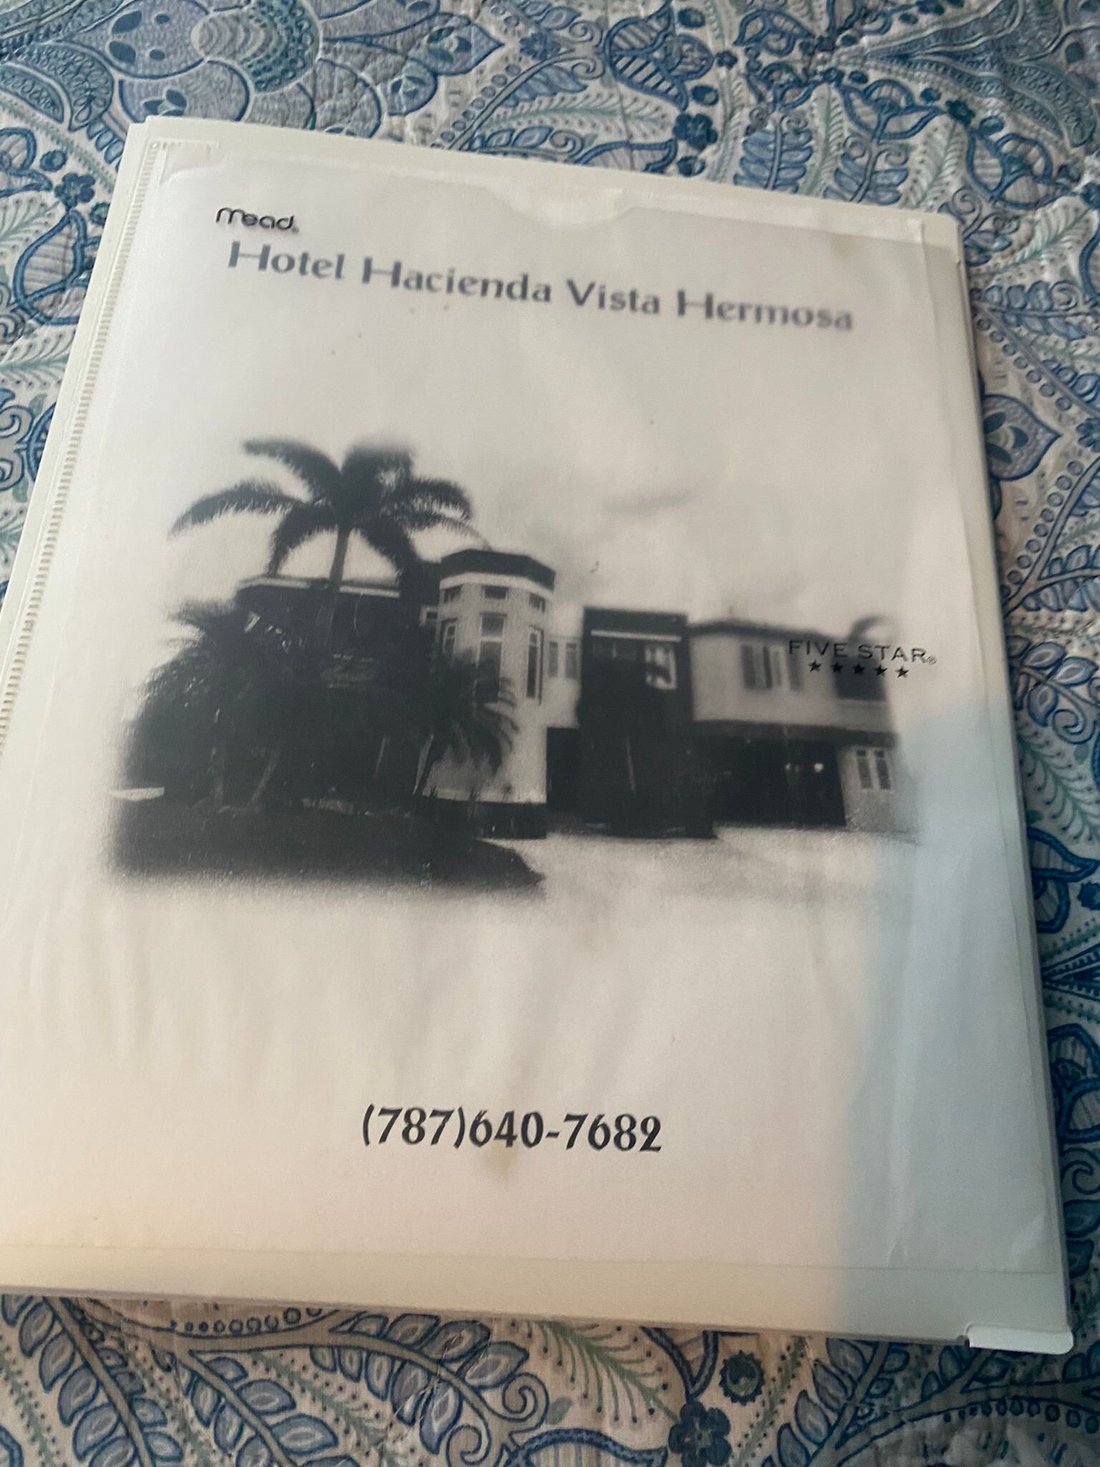 Mead®
Hotel Hacienda Vista Hermosa
FIVE STAR®
★★★★★
(787)640-7682